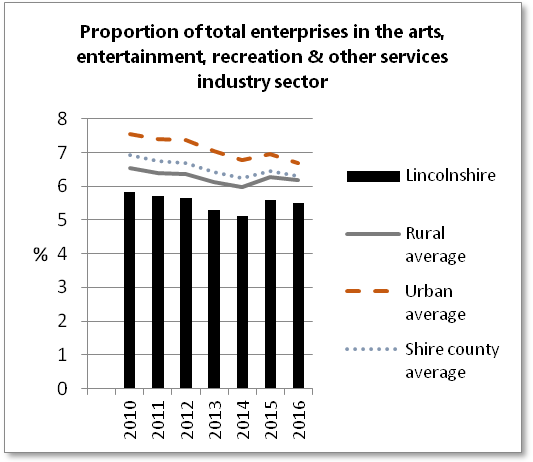 Proportion of total enterprises in the arts,
entertainment, recreation & other services
industry sector
8
7
6
5
4
3
2
1
0
%
2010
2011
2012
2013
2014
2015
2016
Lincolnshire
Rural
average
Urban
average
Shire county
average